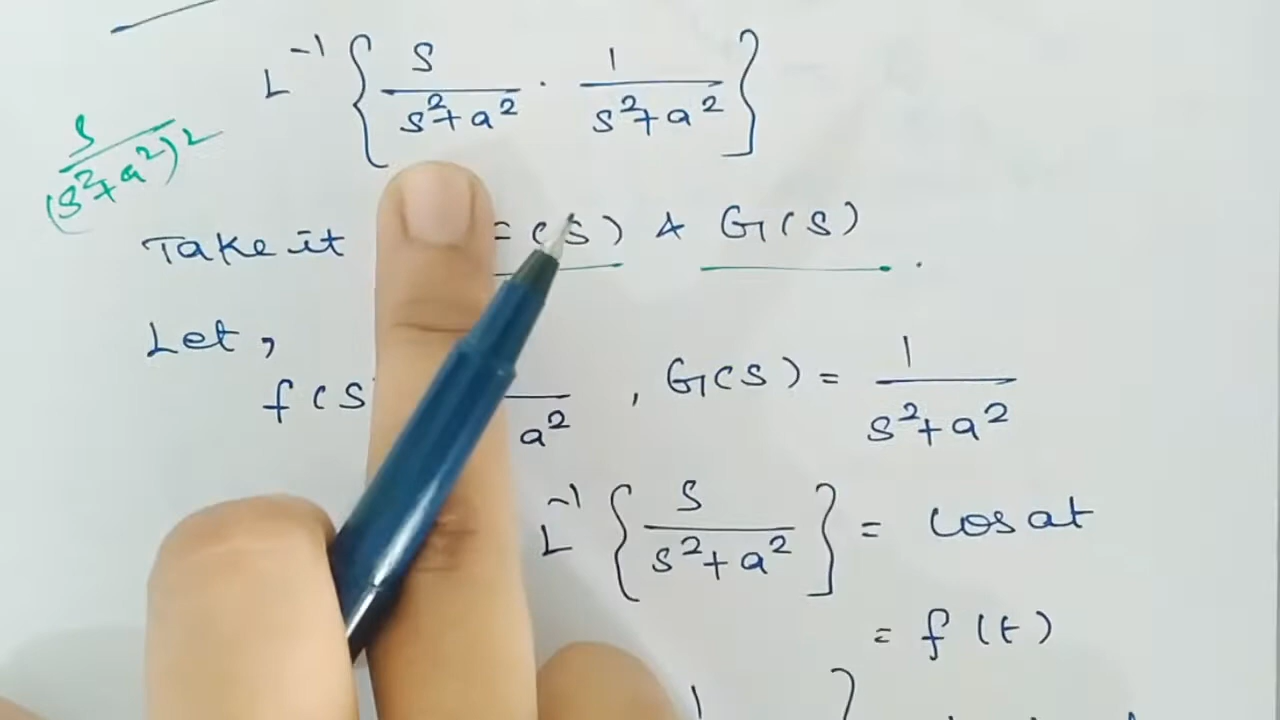 L⁻¹ { s/(s²+a²) · 1/(s²+a²) }
s/(s²+a²)²
Take it (s) & G(s).
Let,
f(s a² , G(s) = 1/(s²+a²)
L⁻¹ { s/(s²+a²) } = cos at
= f(t)
1 }